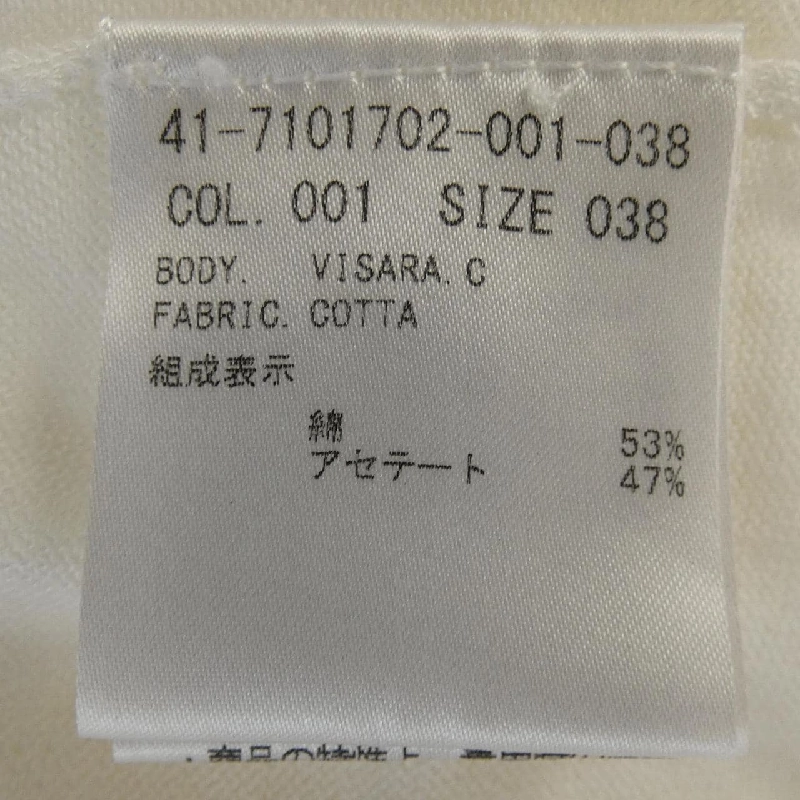 41-7101702-001-038
COL. 001 SIZE 038
BODY. VISARA. C
FABRIC. COTTA
組成表示
綿 53%
アセテート 47%